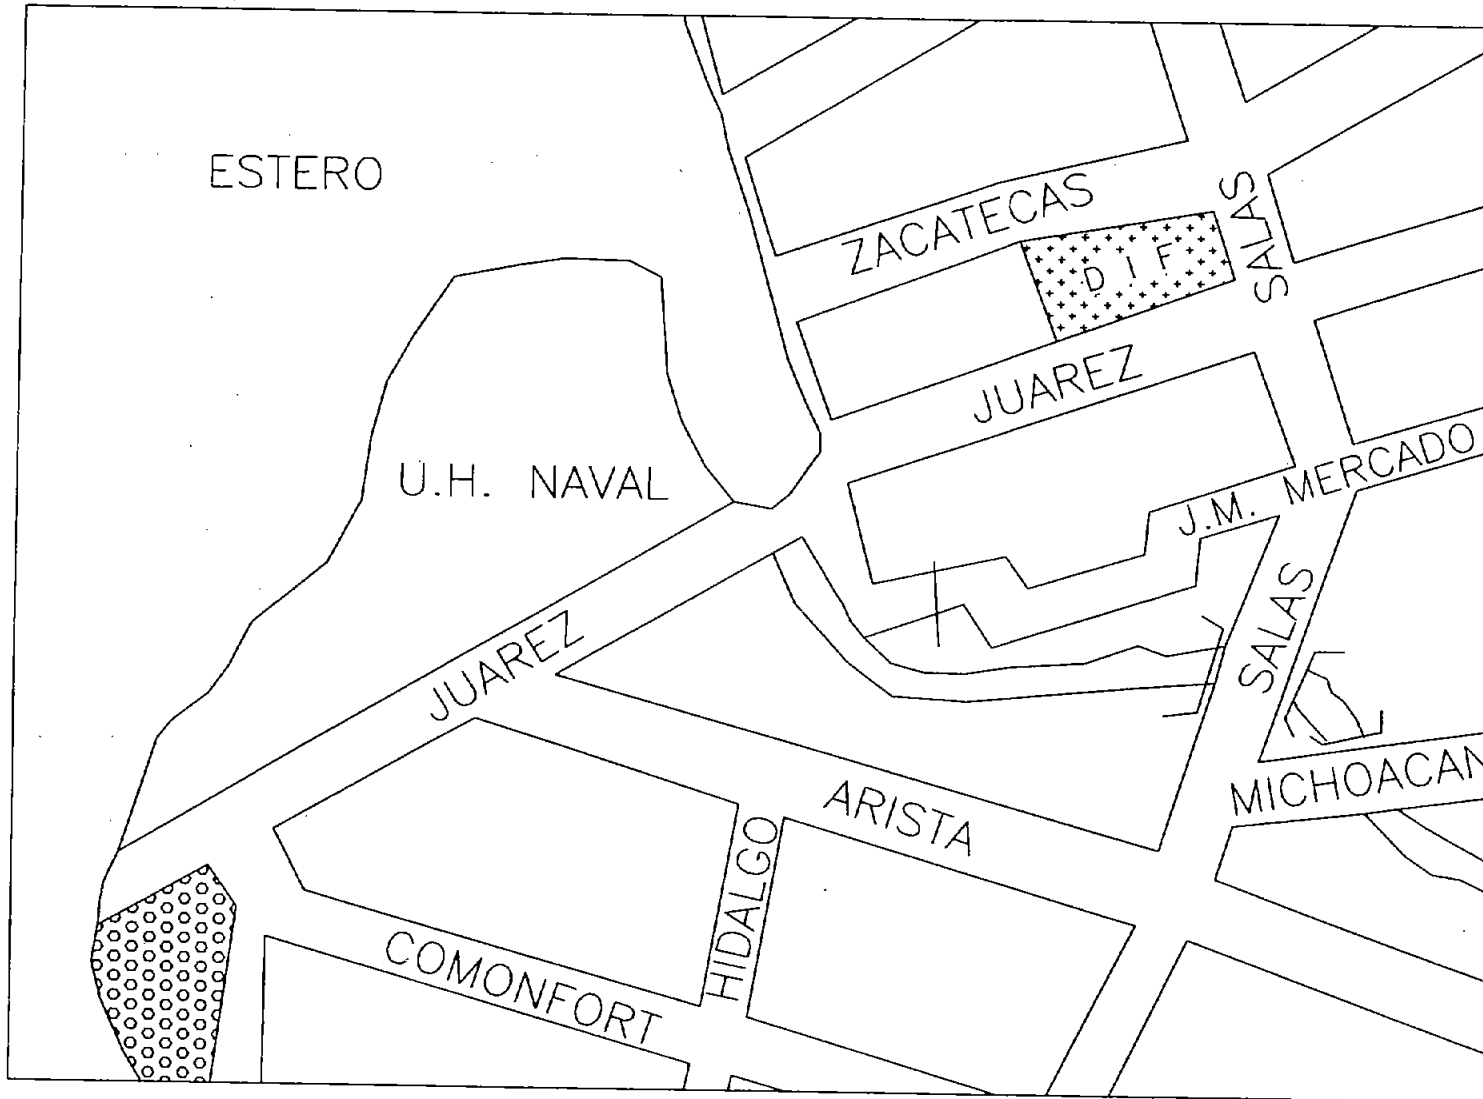 ESTERO
ZACATECAS
SALAS
D I F
JUAREZ
U.H. NAVAL
J.M. MERCADO
SALAS
JUAREZ
MICHOACAN
ARISTA
HIDALGO
COMONFORT